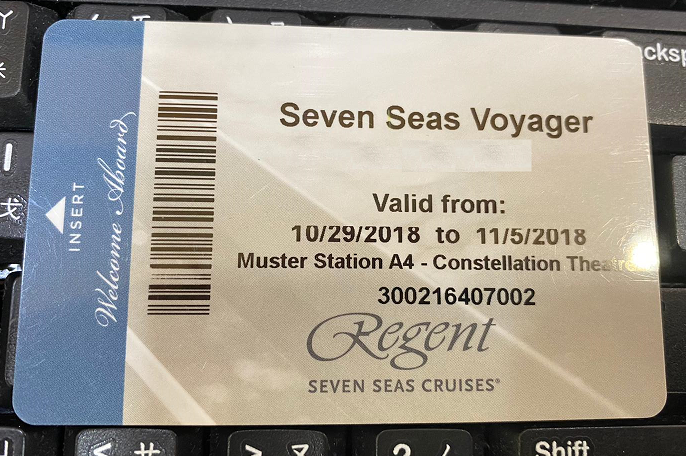 Seven Seas Voyager
Valid from:
10/29/2018 to 11/5/2018
Muster Station A4 - Constellation Theatre
300216407002
Regent
SEVEN SEAS CRUISES®
INSERT
Welcome Aboard
ckspa
Shift